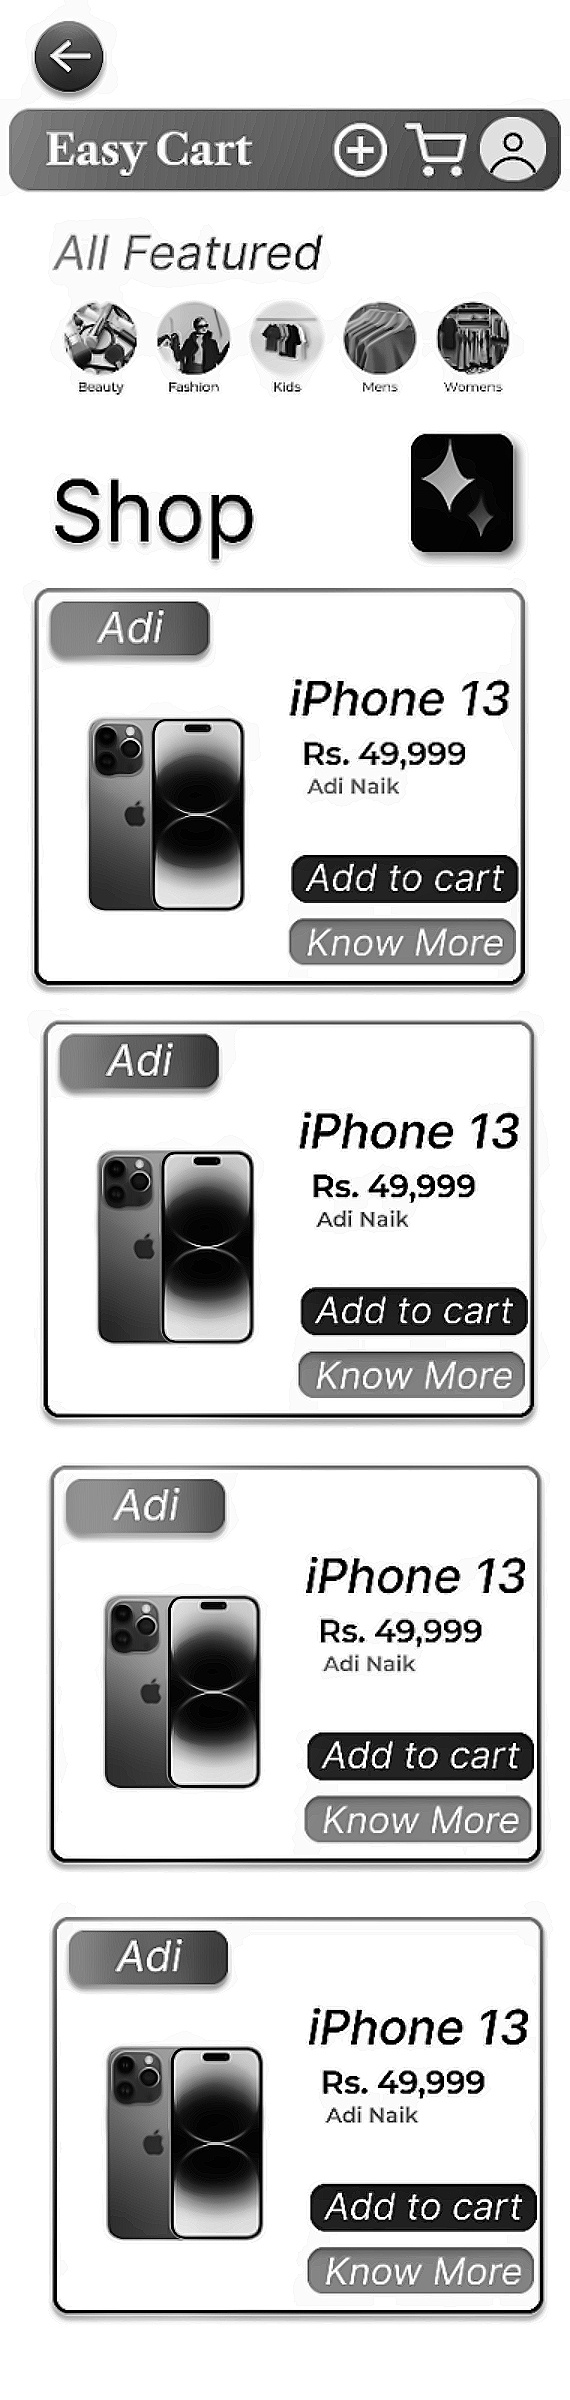 Easy Cart
All Featured
Beauty Fashion Kids Mens Womens
Shop
Adi
iPhone 13
Rs. 49,999
Adi Naik
Add to cart
Know More
Adi
iPhone 13
Rs. 49,999
Adi Naik
Add to cart
Know More
Adi
iPhone 13
Rs. 49,999
Adi Naik
Add to cart
Know More
Adi
iPhone 13
Rs. 49,999
Adi Naik
Add to cart
Know More